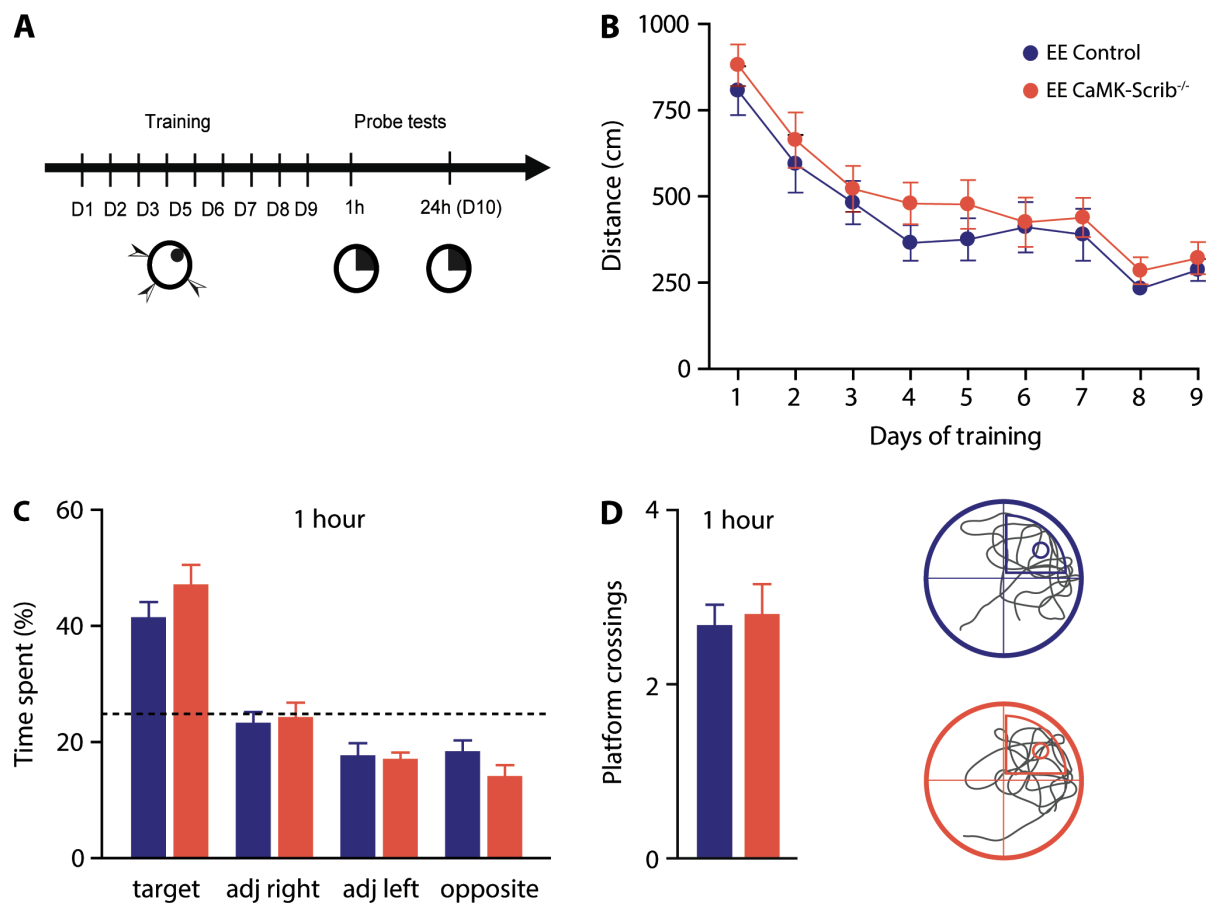 A
Training Probe tests
D1 D2 D3 D5 D6 D7 D8 D9 1h 24h (D10)
B
1000
750
500
250
0
Distance (cm)
EE Control
EE CaMK-Scrib-/-
1 2 3 4 5 6 7 8 9
Days of training
C
1 hour
60
40
20
0
Time spent (%)
target adj right adj left opposite
D
1 hour
4
2
0
Platform crossings